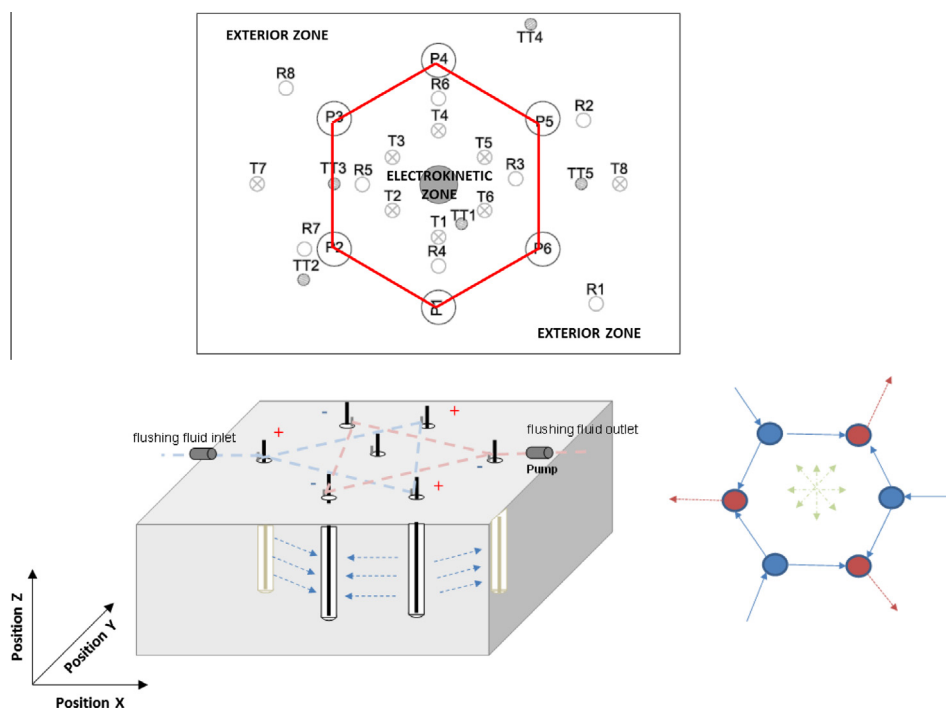 EXTERIOR ZONE
TT4
R8
P4
R6
P3
P5
R2
T4
T3
T5
T7
TT3
R5
ELECTROKINETIC
ZONE
R3
TT5
T8
T2
T6
T1
TT1
R7
P2
R4
P6
TT2
R1
P1
EXTERIOR ZONE
flushing fluid inlet
+
-
+
flushing fluid outlet
Pump
-
-
+
Position Z
Position Y
Position X